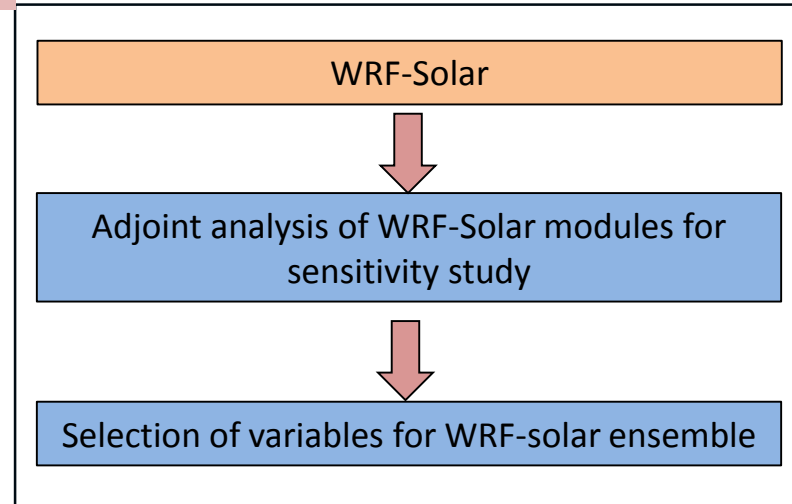 WRF-Solar
Adjoint analysis of WRF-Solar modules for
sensitivity study
Selection of variables for WRF-solar ensemble